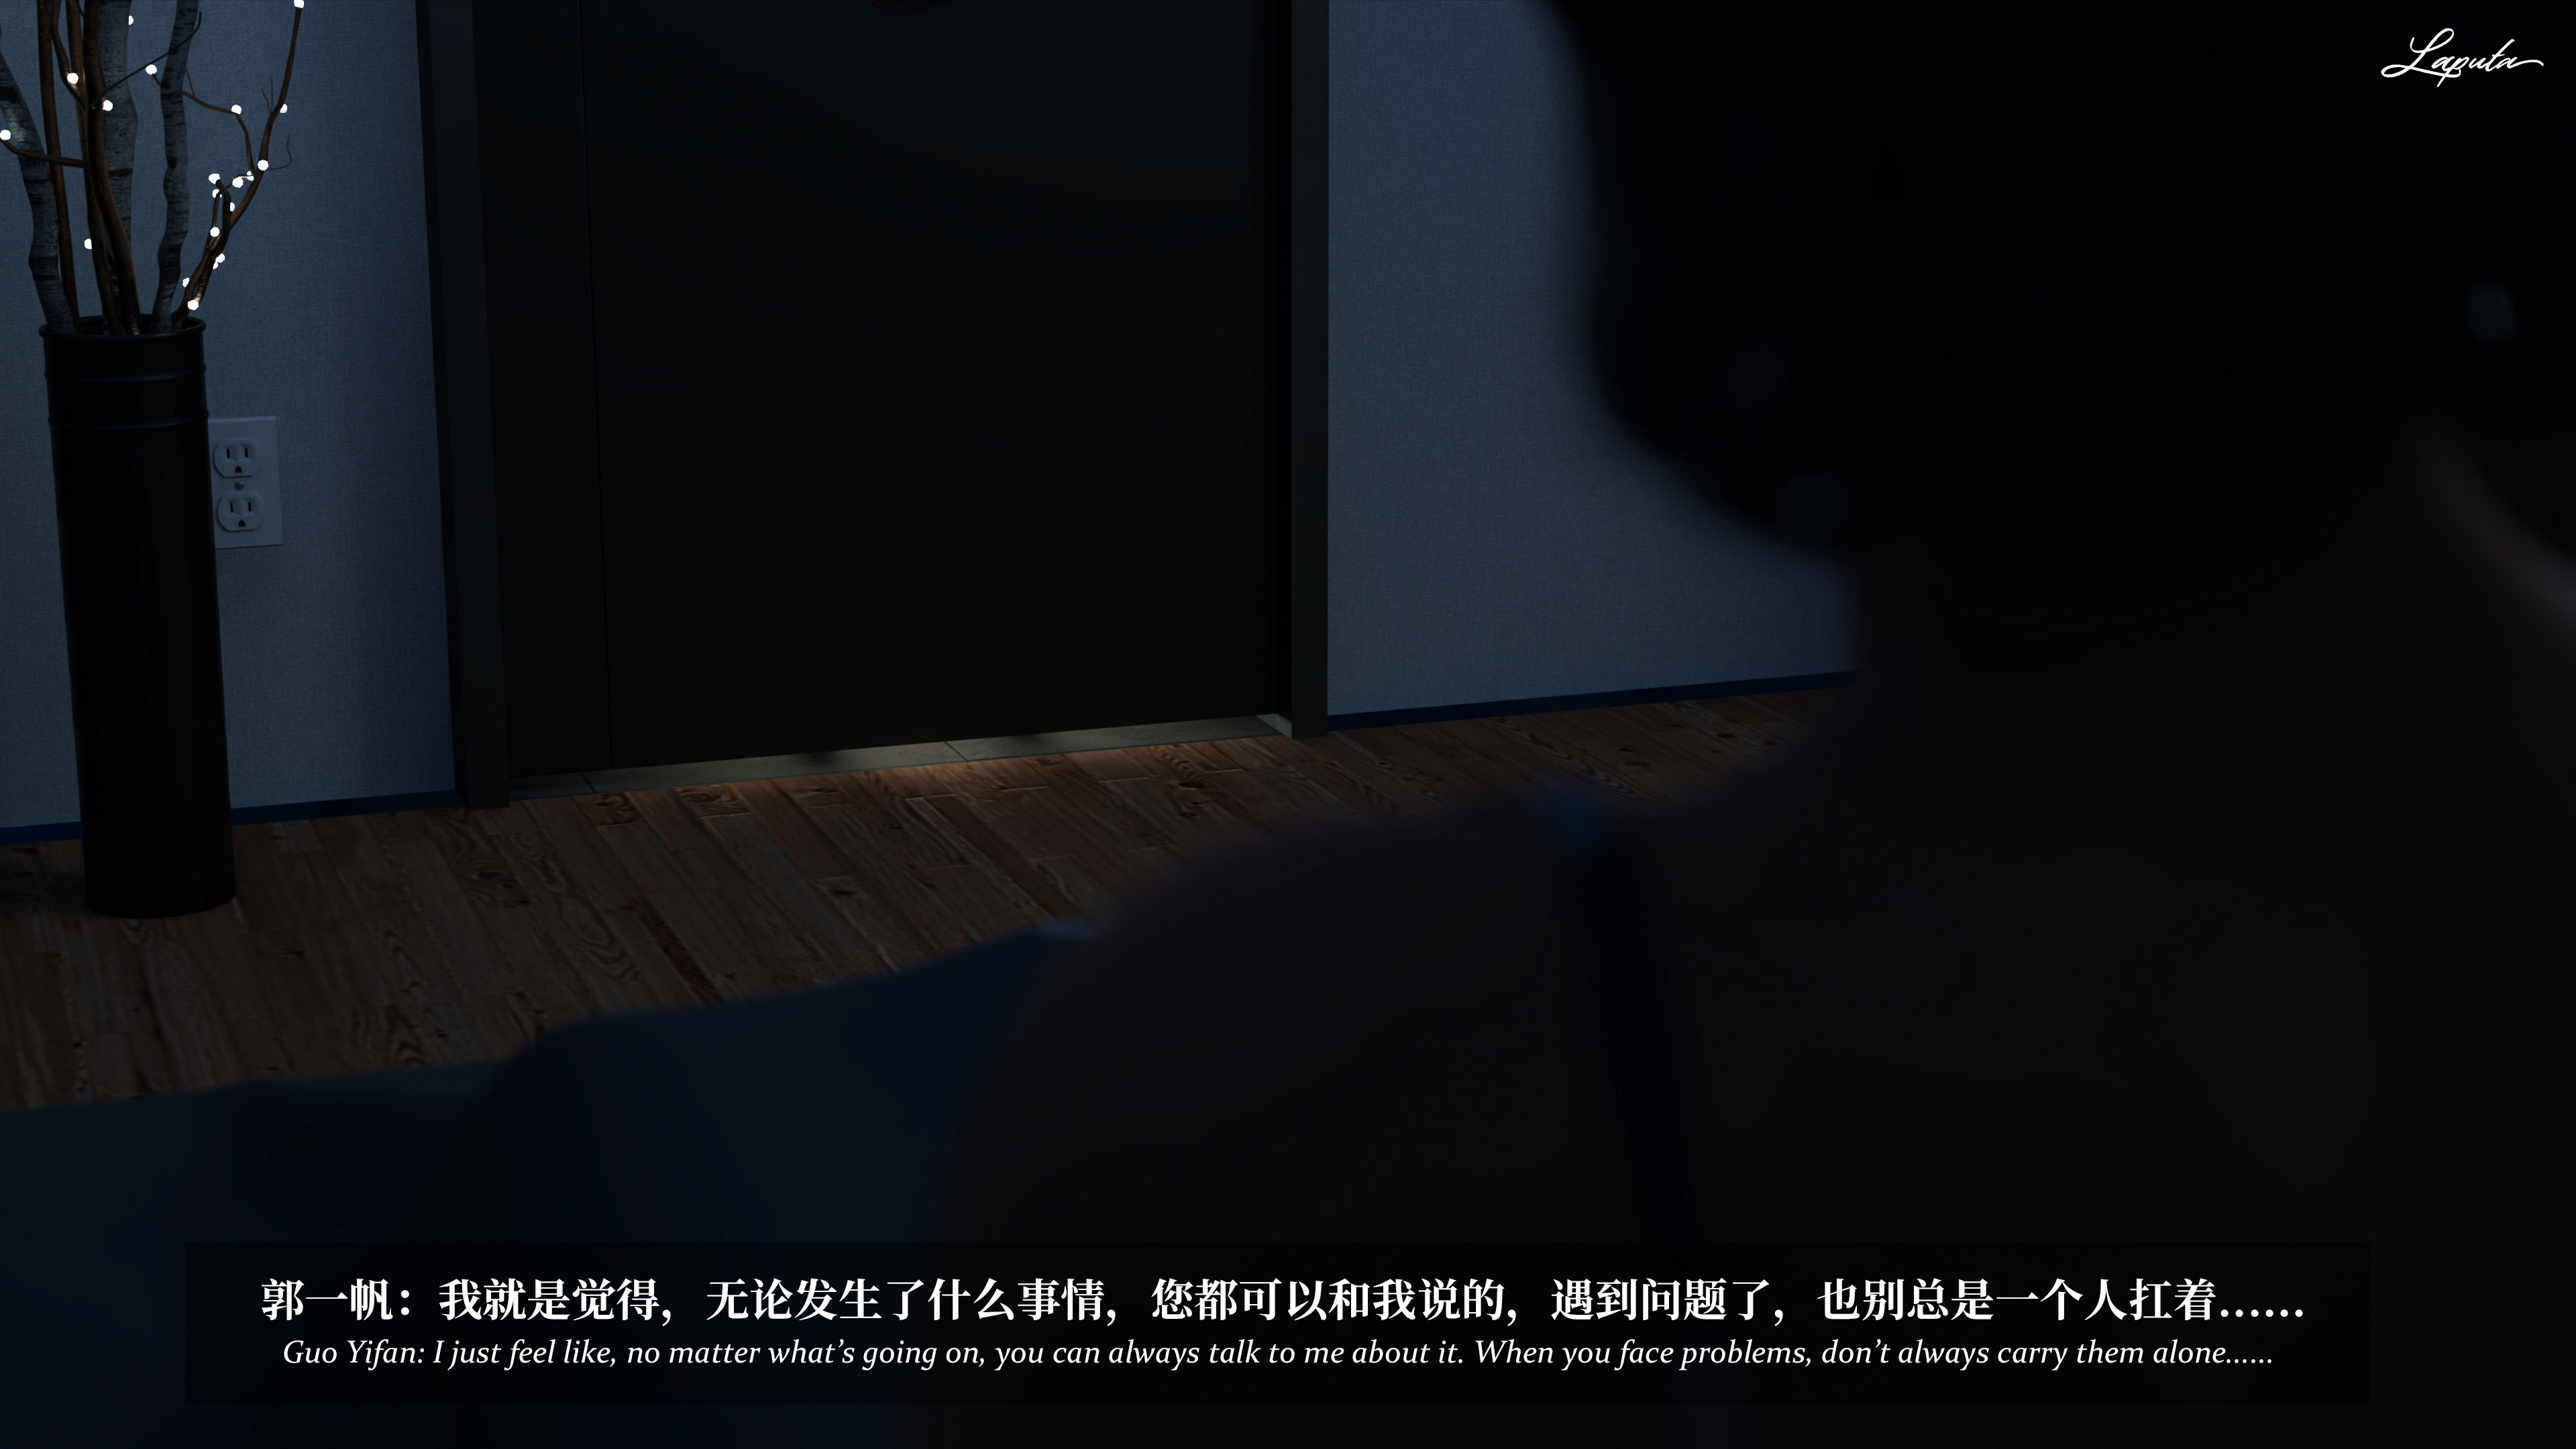 Laputa
郭一帆：我就是觉得，无论发生了什么事情，您都可以和我说的，遇到问题了，也别总是一个人扛着……
Guo Yifan: I just feel like, no matter what’s going on, you can always talk to me about it. When you face problems, don’t always carry them alone......